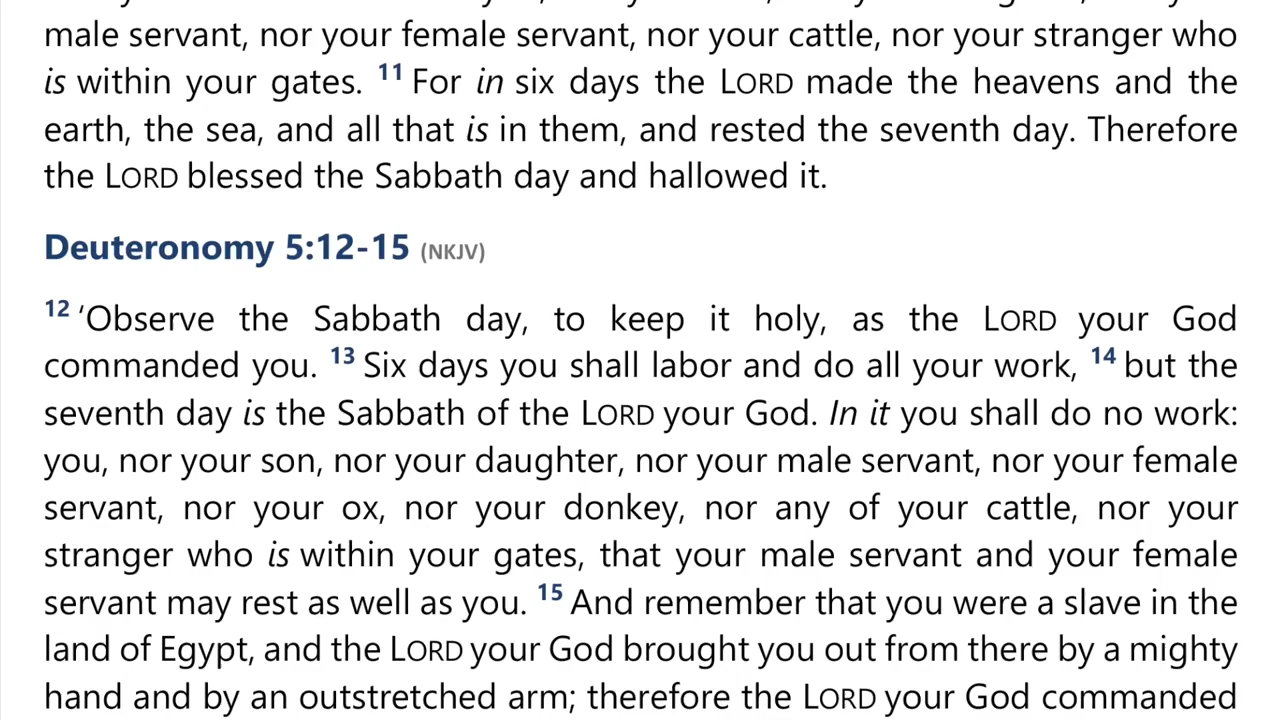 male servant, nor your female servant, nor your cattle, nor your stranger who
is within your gates. 11 For in six days the LORD made the heavens and the
earth, the sea, and all that is in them, and rested the seventh day. Therefore
the LORD blessed the Sabbath day and hallowed it.
Deuteronomy 5:12-15 (NKJV)
12 ‘Observe the Sabbath day, to keep it holy, as the LORD your God
commanded you. 13 Six days you shall labor and do all your work, 14 but the
seventh day is the Sabbath of the LORD your God. In it you shall do no work:
you, nor your son, nor your daughter, nor your male servant, nor your female
servant, nor your ox, nor your donkey, nor any of your cattle, nor your
stranger who is within your gates, that your male servant and your female
servant may rest as well as you. 15 And remember that you were a slave in the
land of Egypt, and the LORD your God brought you out from there by a mighty
hand and by an outstretched arm; therefore the LORD your God commanded